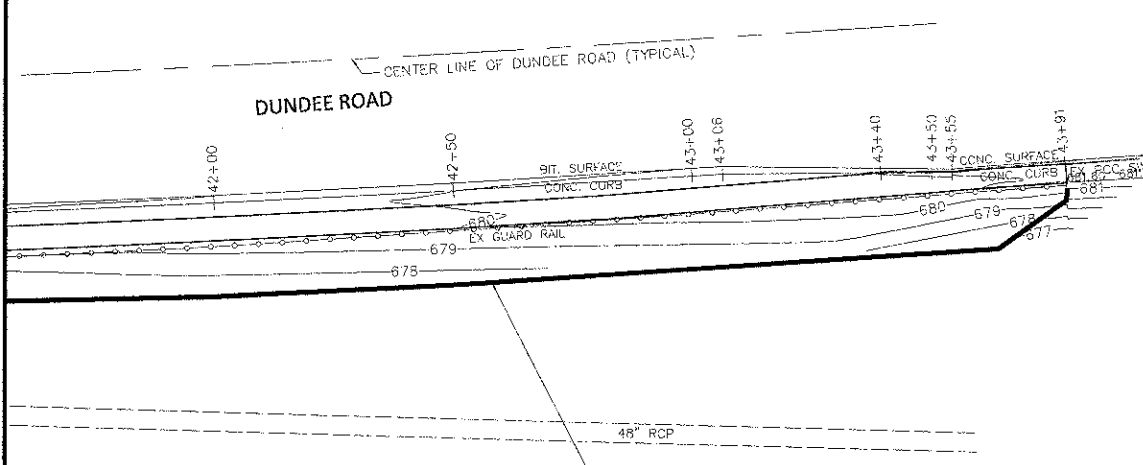 CENTER LINE OF DUNDEE ROAD (TYPICAL)
DUNDEE ROAD
42+00
42+50
43+00
43+06
43+40
43+50
43+55
43+91
BIT. SURFACE
CONC. SURFACE
CONC. CURB
CONC. CURB
EX PCC
681
680
EX GUARD RAIL
679
678
680
679
678
677
48" RCP